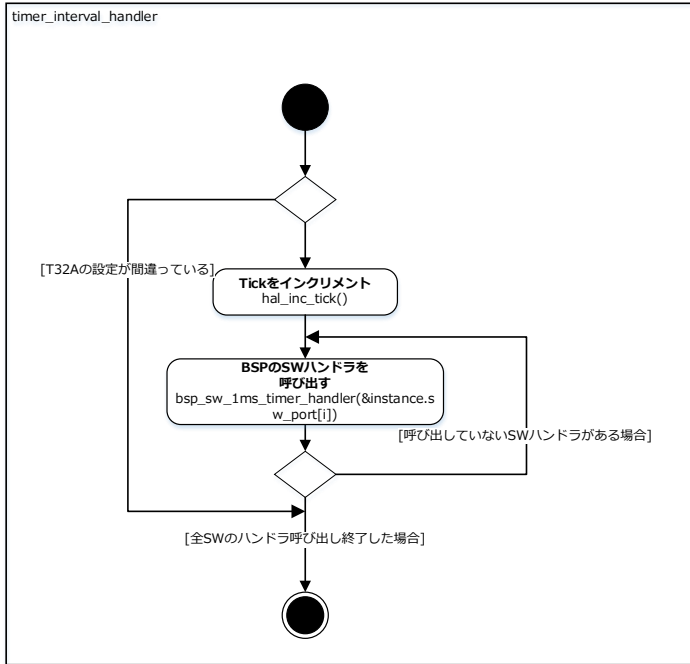 timer_interval_handler
[T32Aの設定が間違っている]
Tickをインクリメント
hal_inc_tick()
BSPのSWハンドラを
呼び出す
bsp_sw_1ms_timer_handler(&instance.s
w_port[i])
[呼び出していないSWハンドラがある場合]
[全SWのハンドラ呼び出し終了した場合]